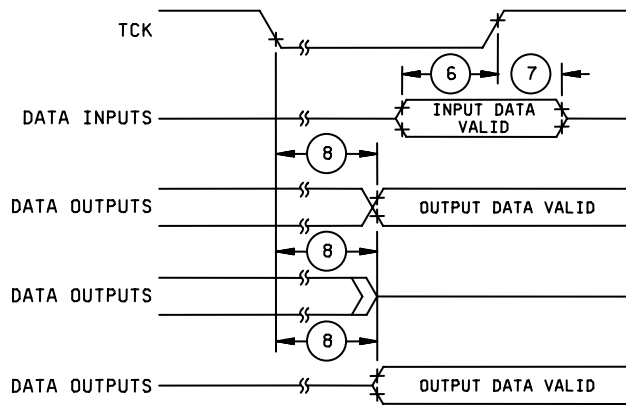 TCK
6
7
DATA INPUTS
INPUT DATA
VALID
8
DATA OUTPUTS
OUTPUT DATA VALID
8
DATA OUTPUTS
8
DATA OUTPUTS
OUTPUT DATA VALID